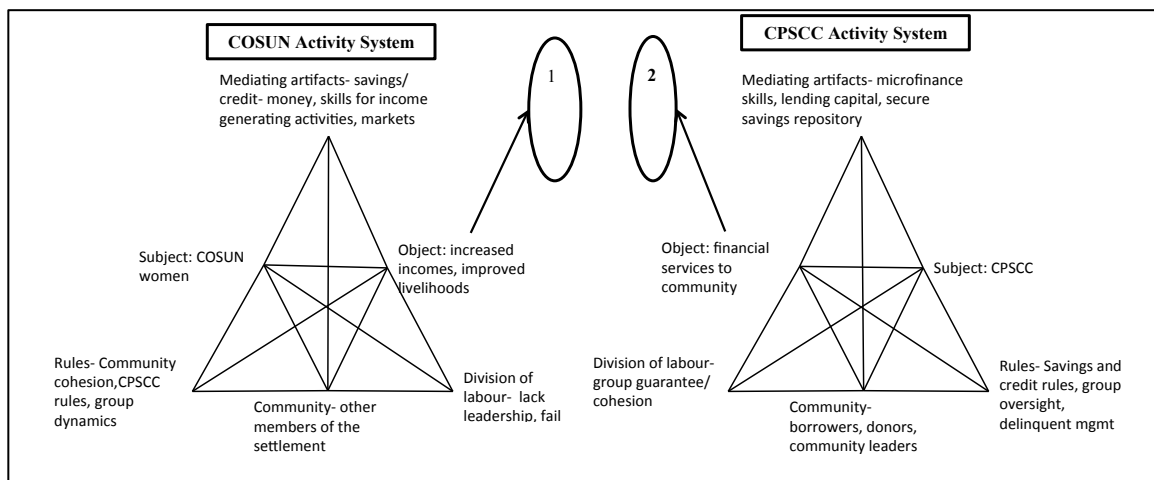 COSUN Activity System
Mediating artifacts- savings/
credit- money, skills for income
generating activities, markets
1
2
CPSCC Activity System
Mediating artifacts- microfinance
skills, lending capital, secure
savings repository
Subject: COSUN
women
Object: increased
incomes, improved
livelihoods
Object: financial
services to
community
Subject: CPSCC
Rules- Community
cohesion,CPSCC
rules, group
dynamics
Community- other
members of the
settlement
Division of
labour- lack
leadership, fail
Division of labour-
group guarantee/
cohesion
Community-
borrowers, donors,
community leaders
Rules- Savings and
credit rules, group
oversight,
delinquent mgmt